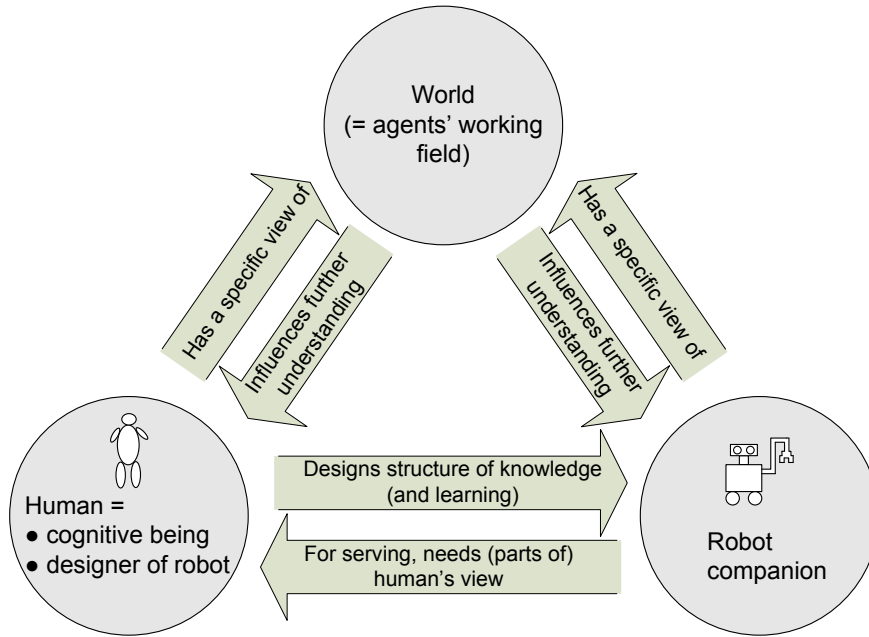 World
(= agents’ working
field)
Has a specific view of
Influences further
understanding
Influences further
understanding
Has a specific view of
Human =
● cognitive being
● designer of robot
Designs structure of knowledge
(and learning)
For serving, needs (parts of)
human’s view
Robot
companion